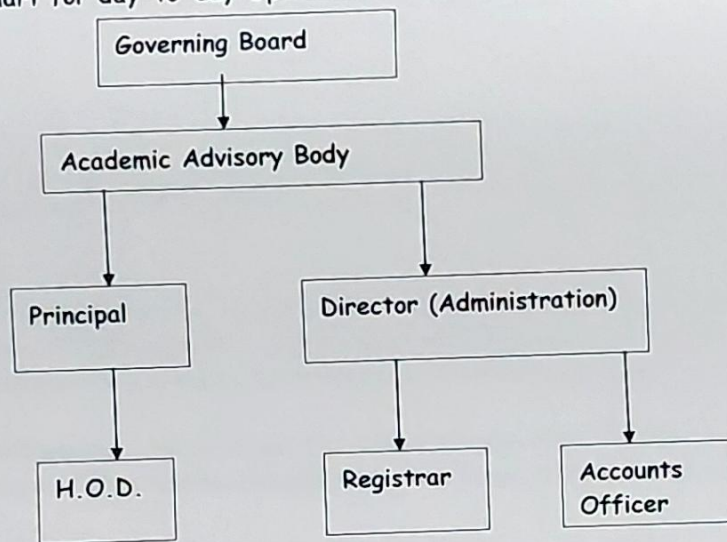 Governing Board
Academic Advisory Body
Principal
Director (Administration)
H.O.D.
Registrar
Accounts
Officer